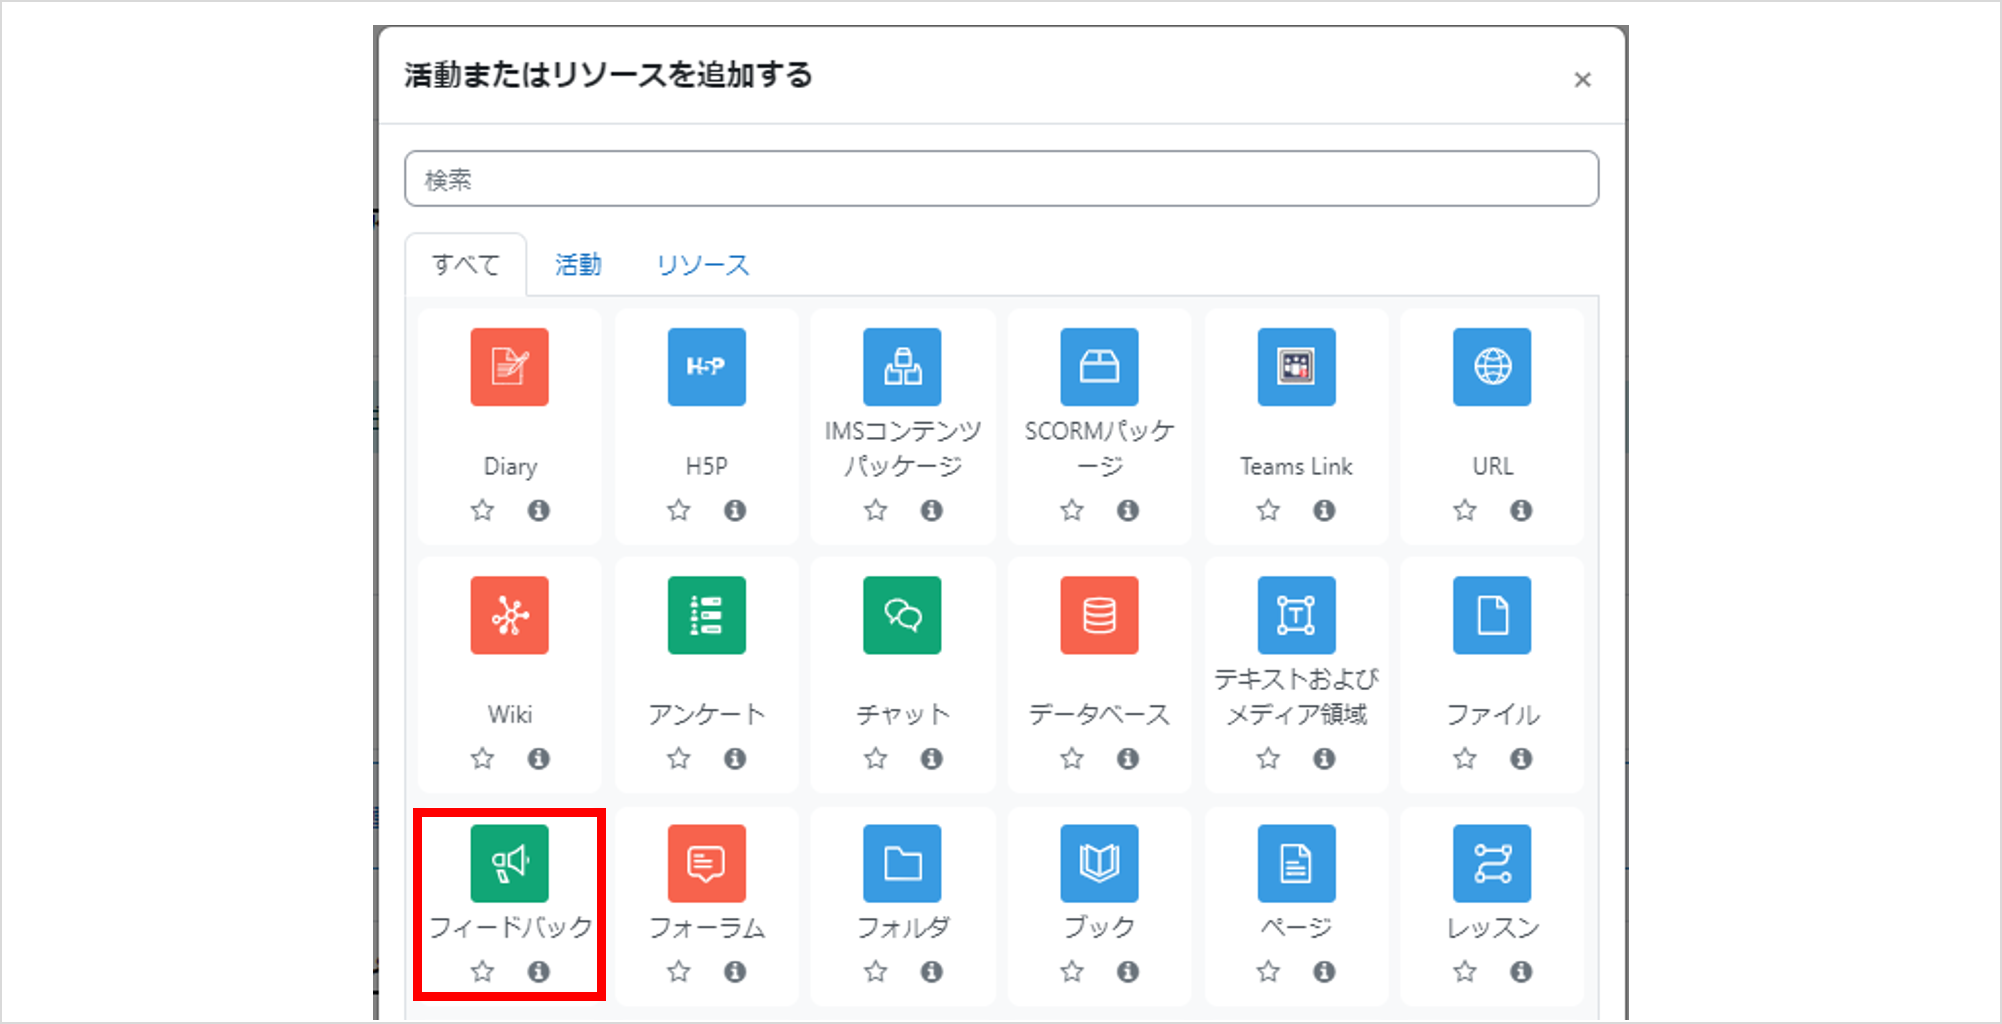 活動またはリソースを追加する
×
検索
すべて 活動 リソース
H5P
Diary
H5P
IMSコンテンツ
パッケージ
SCORMパッケ
ージ
Teams Link
URL
T
Wiki
アンケート
チャット
データベース
テキストおよび
メディア領域
ファイル
フィードバック
フォーラム
フォルダ
ブック
ページ
レッスン